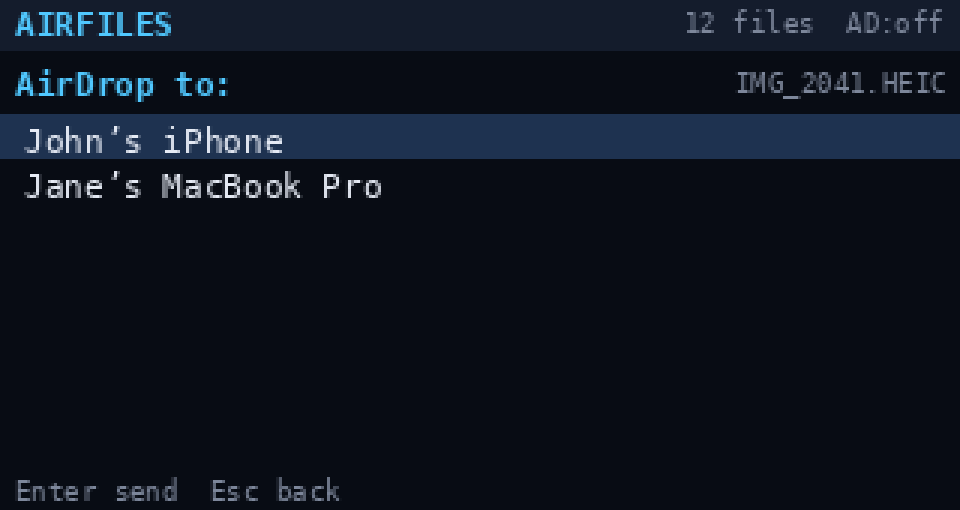 AIRFILES 12 files AD:off
AirDrop to: IMG_2041.HEIC
John’s iPhone
Jane’s MacBook Pro
Enter send Esc back